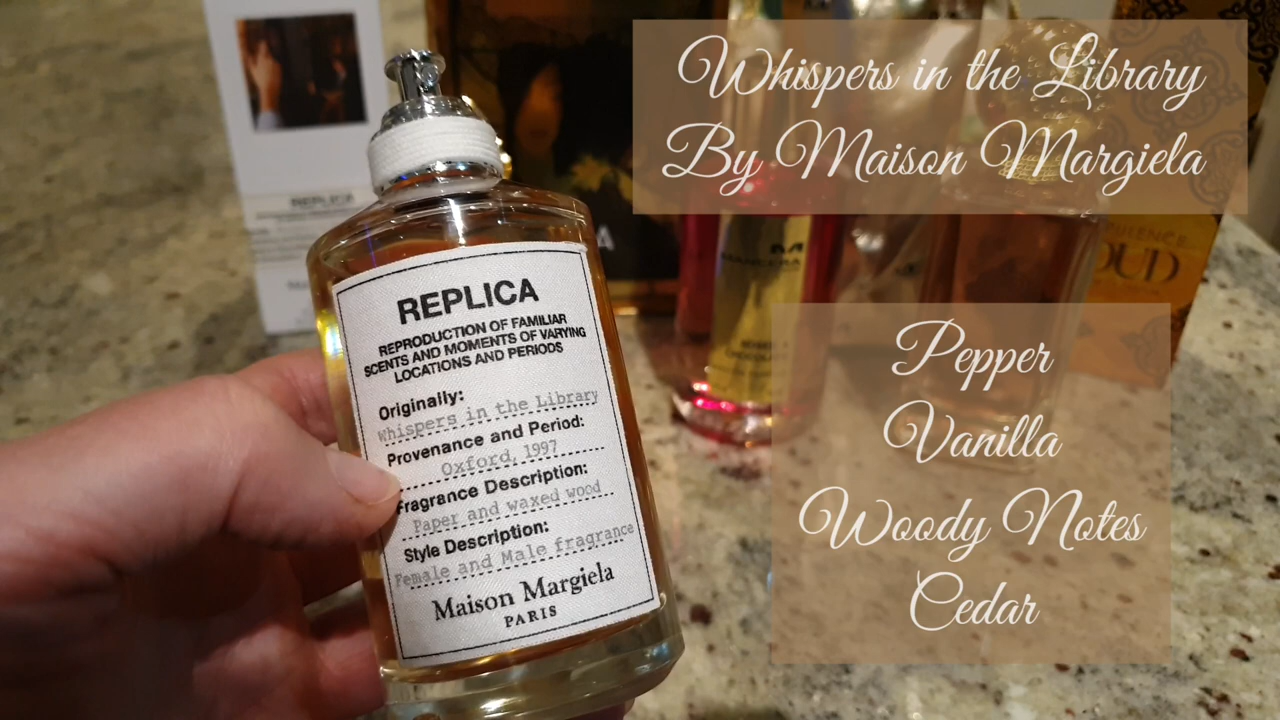 Whispers in the Library
By Maison Margiela
REPLICA
REPLICA
REPRODUCTION OF FAMILIAR
SCENTS AND MOMENTS OF VARYING
LOCATIONS AND PERIODS
Originally:
Whispers in the Library
Provenance and Period:
Oxford, 1997
Fragrance Description:
Paper and waxed wood
Style Description:
Female and Male fragrance
Maison Margiela
PARIS
MANCERA
OUD
Pepper
Vanilla
Woody Notes
Cedar